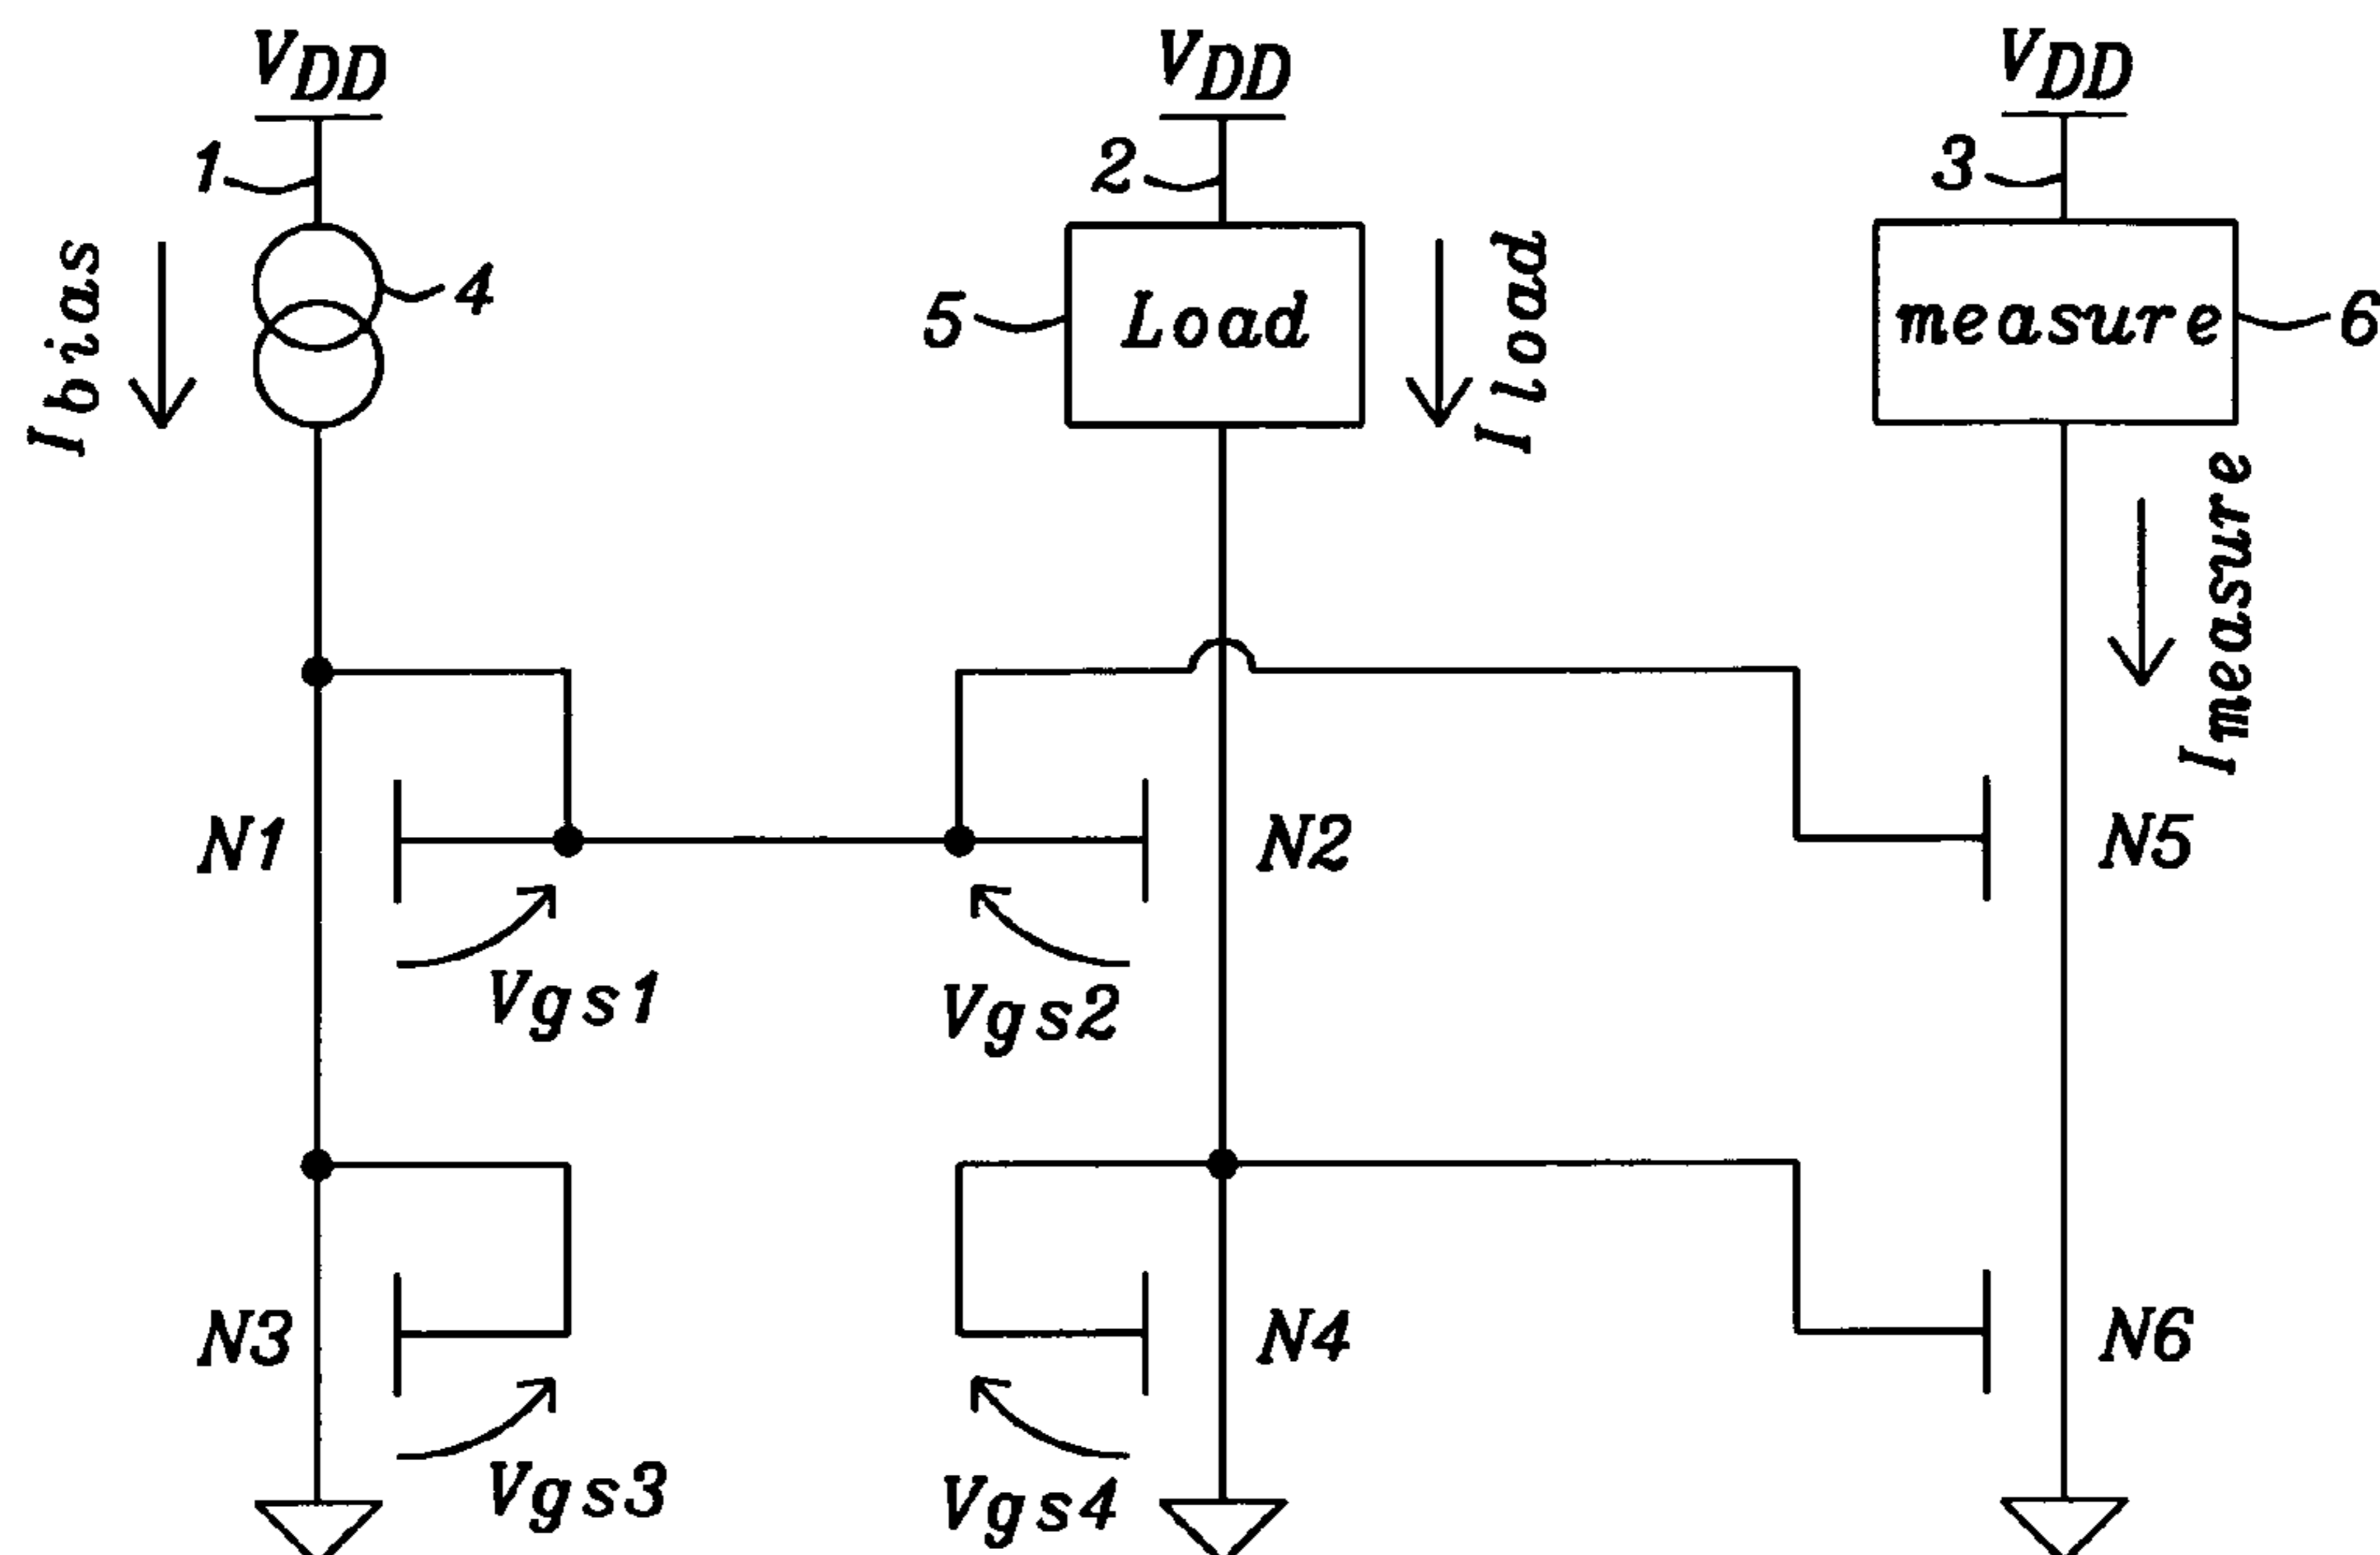 VDD VDD VDD
1 2 3
Ibias 4 5 Load Iload measure 6
Imeasure
N1 N2 N5
Vgs1 Vgs2
N3 N4 N6
Vgs3 Vgs4